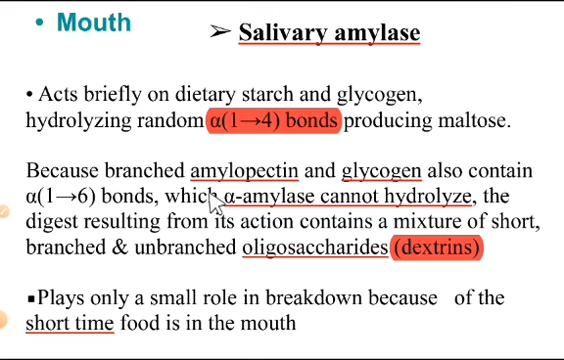 • Mouth
➢ Salivary amylase
• Acts briefly on dietary starch and glycogen,
hydrolyzing random α(1→4) bonds producing maltose.
Because branched amylopectin and glycogen also contain
α(1→6) bonds, which α-amylase cannot hydrolyze, the
digest resulting from its action contains a mixture of short,
branched & unbranched oligosaccharides (dextrins)
▪Plays only a small role in breakdown because of the
short time food is in the mouth